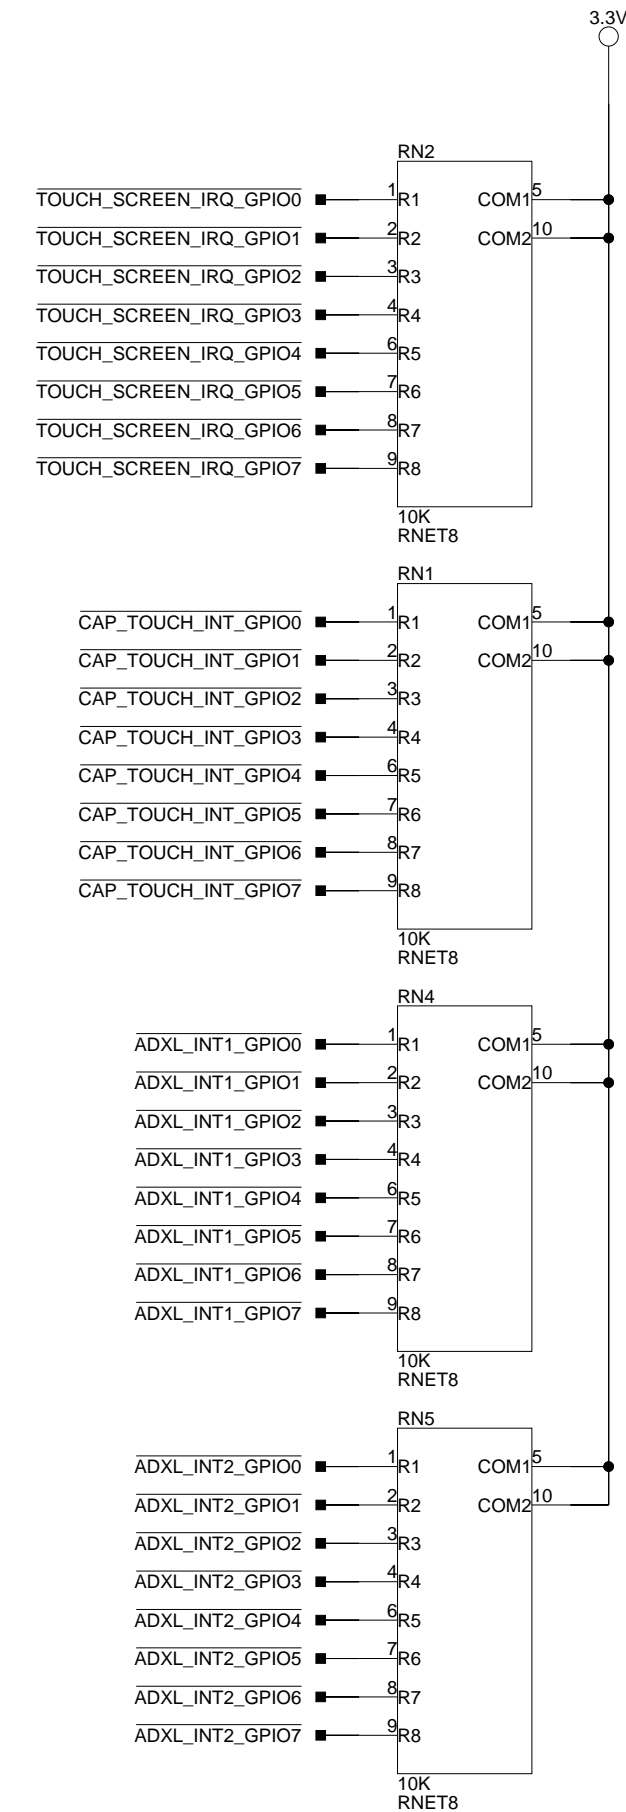 3.3V
RN2
TOUCH_SCREEN_IRQ_GPIO0 1 R1 COM1 5
TOUCH_SCREEN_IRQ_GPIO1 2 R2 COM2 10
TOUCH_SCREEN_IRQ_GPIO2 3 R3
TOUCH_SCREEN_IRQ_GPIO3 4 R4
TOUCH_SCREEN_IRQ_GPIO4 6 R5
TOUCH_SCREEN_IRQ_GPIO5 7 R6
TOUCH_SCREEN_IRQ_GPIO6 8 R7
TOUCH_SCREEN_IRQ_GPIO7 9 R8
10K
RNET8
RN1
CAP_TOUCH_INT_GPIO0 1 R1 COM1 5
CAP_TOUCH_INT_GPIO1 2 R2 COM2 10
CAP_TOUCH_INT_GPIO2 3 R3
CAP_TOUCH_INT_GPIO3 4 R4
CAP_TOUCH_INT_GPIO4 6 R5
CAP_TOUCH_INT_GPIO5 7 R6
CAP_TOUCH_INT_GPIO6 8 R7
CAP_TOUCH_INT_GPIO7 9 R8
10K
RNET8
RN4
ADXL_INT1_GPIO0 1 R1 COM1 5
ADXL_INT1_GPIO1 2 R2 COM2 10
ADXL_INT1_GPIO2 3 R3
ADXL_INT1_GPIO3 4 R4
ADXL_INT1_GPIO4 6 R5
ADXL_INT1_GPIO5 7 R6
ADXL_INT1_GPIO6 8 R7
ADXL_INT1_GPIO7 9 R8
10K
RNET8
RN5
ADXL_INT2_GPIO0 1 R1 COM1 5
ADXL_INT2_GPIO1 2 R2 COM2 10
ADXL_INT2_GPIO2 3 R3
ADXL_INT2_GPIO3 4 R4
ADXL_INT2_GPIO4 6 R5
ADXL_INT2_GPIO5 7 R6
ADXL_INT2_GPIO6 8 R7
ADXL_INT2_GPIO7 9 R8
10K
RNET8